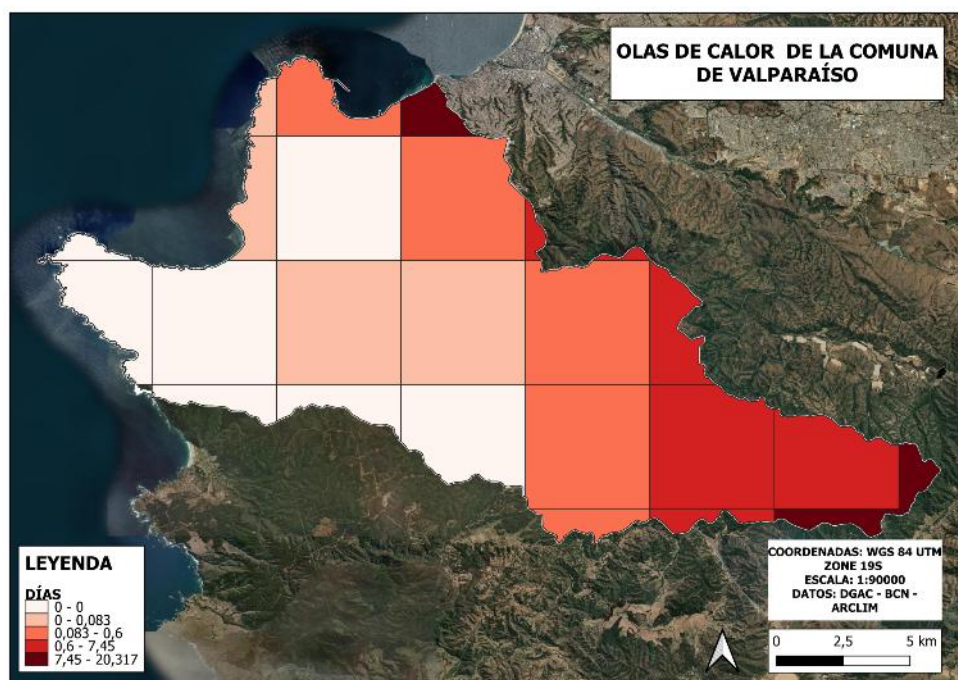 OLAS DE CALOR DE LA COMUNA
DE VALPARAÍSO
LEYENDA
DÍAS
0 - 0
0 - 0,083
0,083 - 0,6
0,6 - 7,45
7,45 - 20,317
COORDENADAS: WGS 84 UTM
ZONE 19S
ESCALA: 1:90000
DATOS: DGAC - BCN -
ARCLIM
0 2,5 5 km